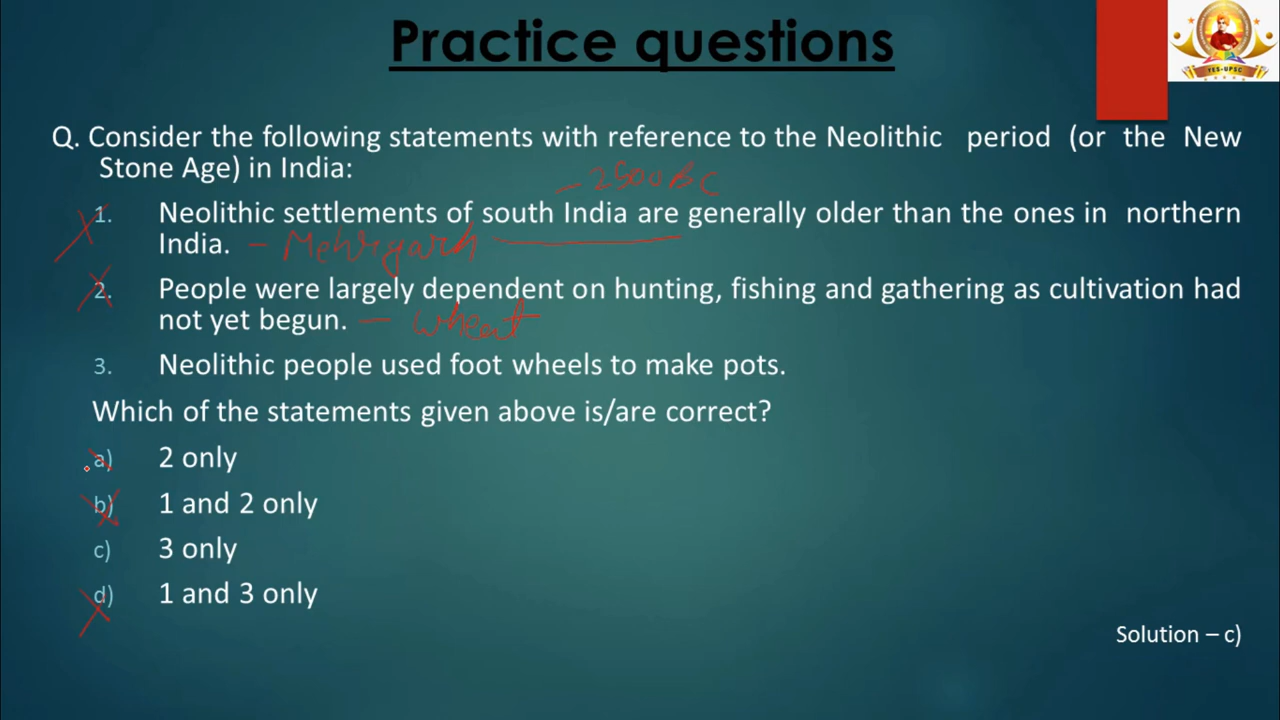 Practice questions
YES-UPSC
Q. Consider the following statements with reference to the Neolithic period (or the New
Stone Age) in India:
– 2500 BC
1. Neolithic settlements of south India are generally older than the ones in northern
India. – Mehrgarh
2. People were largely dependent on hunting, fishing and gathering as cultivation had
not yet begun. – wheat
3. Neolithic people used foot wheels to make pots.
Which of the statements given above is/are correct?
a) 2 only
b) 1 and 2 only
c) 3 only
d) 1 and 3 only
Solution – c)